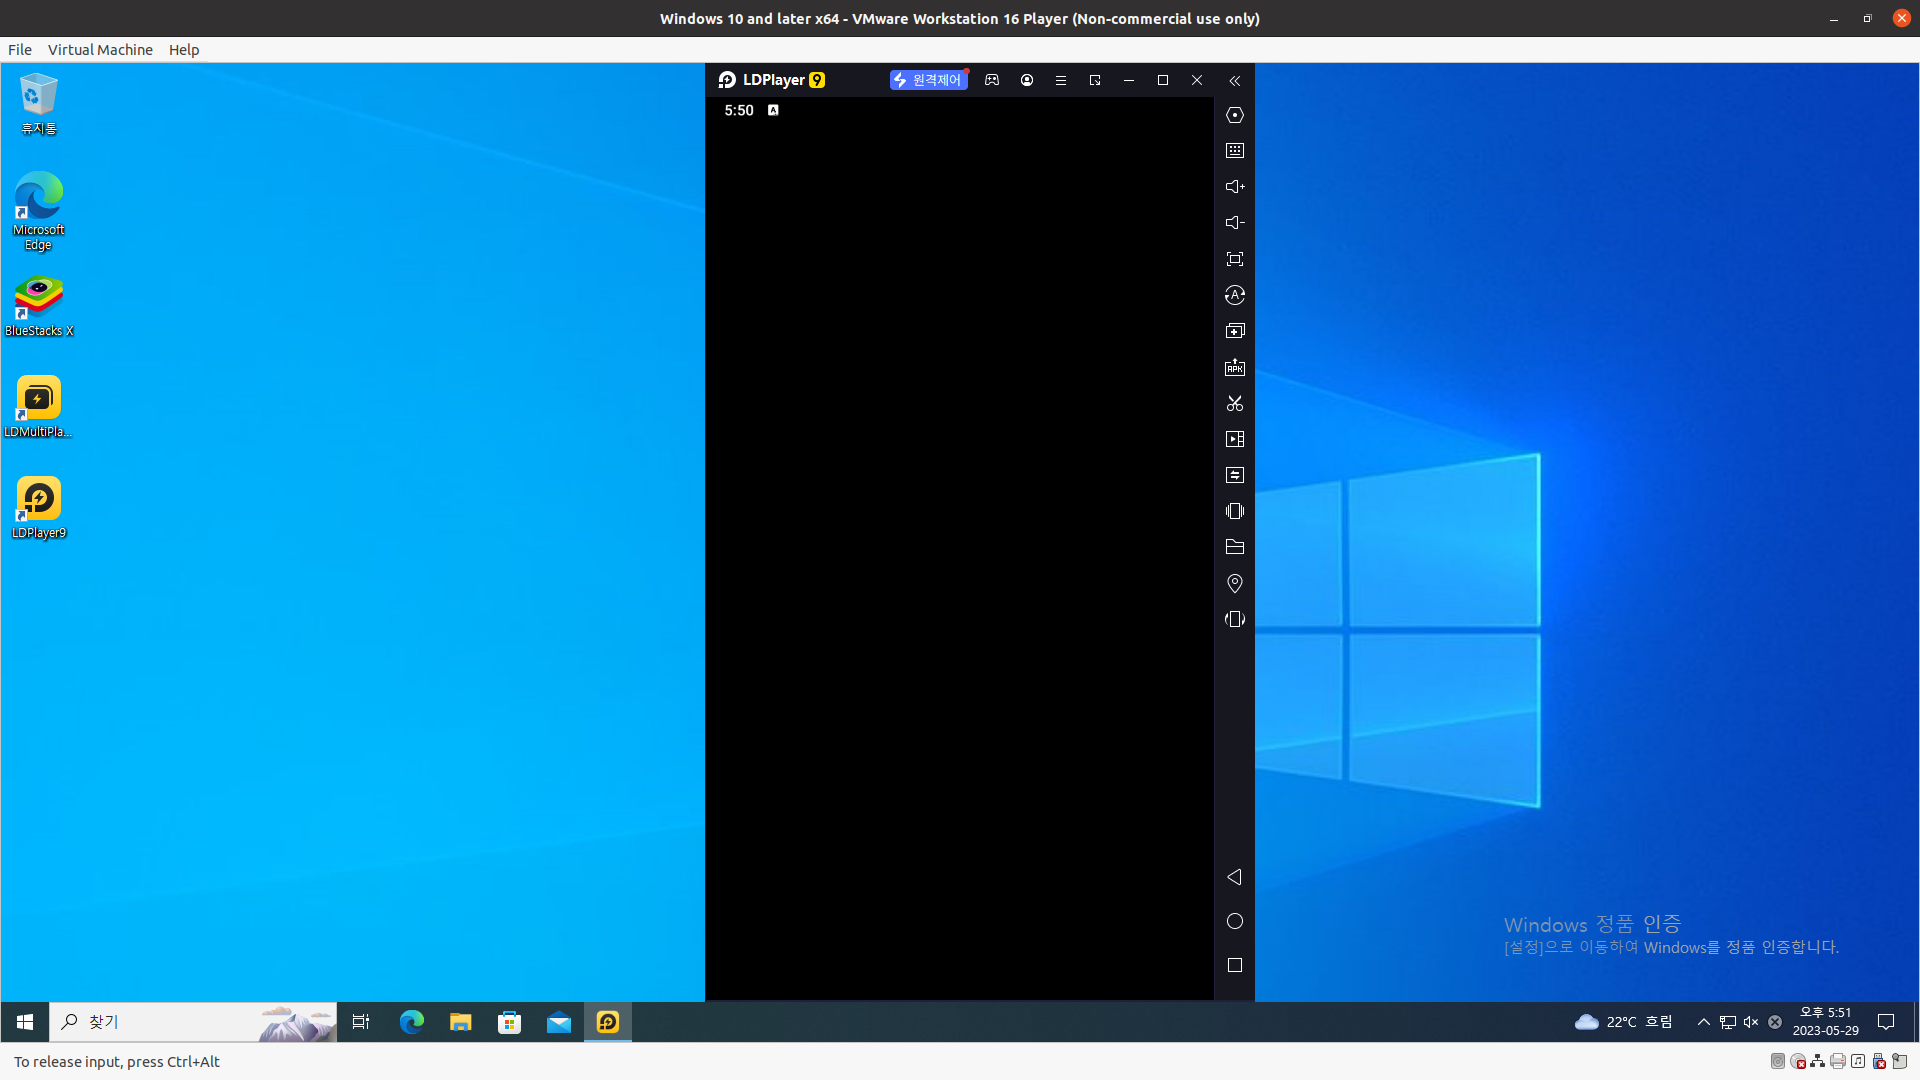 Windows 10 and later x64 - VMware Workstation 16 Player (Non-commercial use only)
File Virtual Machine Help
휴지통
Microsoft
Edge
BlueStacks X
LDMultiPla...
LDPlayer9
LDPlayer 9
원격제어
5:50
A
A
APK
Windows 정품 인증
[설정]으로 이동하여 Windows를 정품 인증합니다.
찾기
22°C 흐림
오후 5:51
2023-05-29
To release input, press Ctrl+Alt